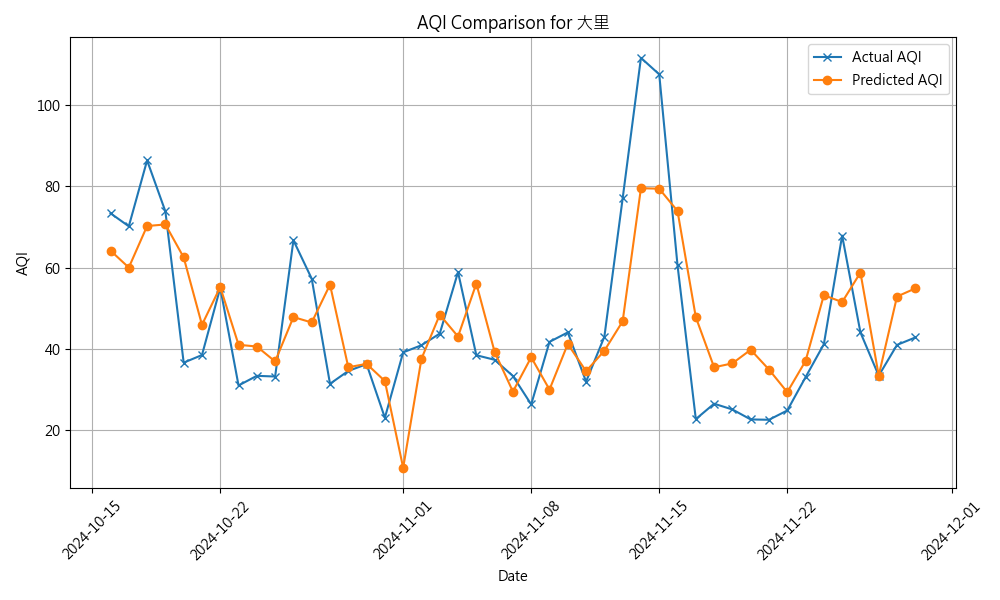 AQI Comparison for 大里
Actual AQI
Predicted AQI
AQI
100
80
60
40
20
2024-10-15
2024-10-22
2024-11-01
2024-11-08
2024-11-15
2024-11-22
2024-12-01
Date